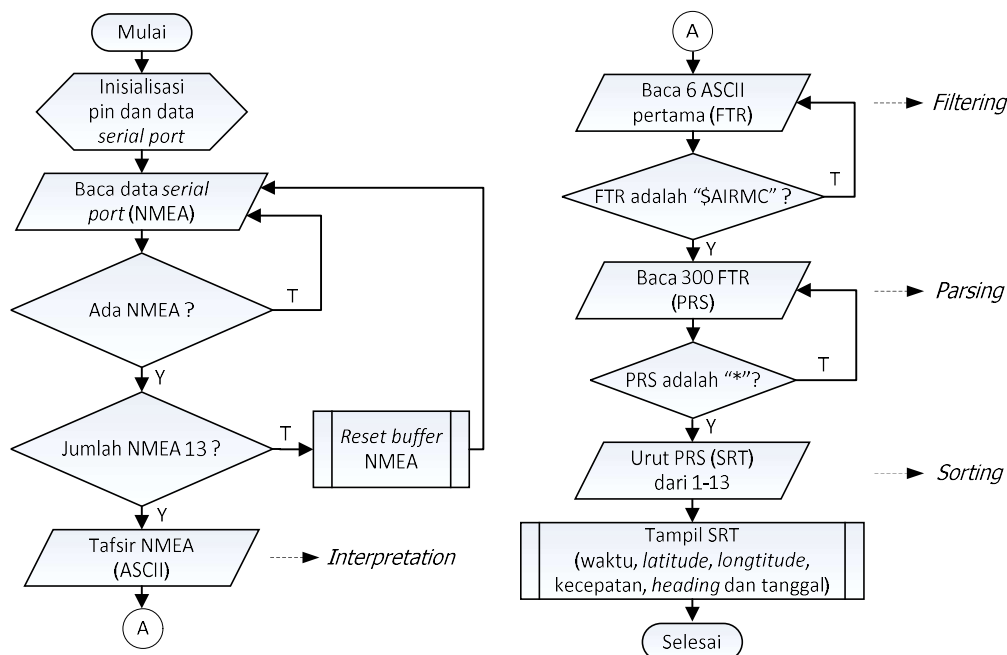 Mulai
Inisialisasi
pin dan data
serial port
Baca data serial
port (NMEA)
Ada NMEA ?
T
Y
Jumlah NMEA 13 ?
T
Reset buffer
NMEA
Y
Tafsir NMEA
(ASCII)
Interpretation
A
A
Baca 6 ASCII
pertama (FTR)
Filtering
FTR adalah “$AIRMC” ?
T
Y
Baca 300 FTR
(PRS)
Parsing
PRS adalah “*”?
T
Y
Urut PRS (SRT)
dari 1-13
Sorting
Tampil SRT
(waktu, latitude, longtitude,
kecepatan, heading dan tanggal)
Selesai